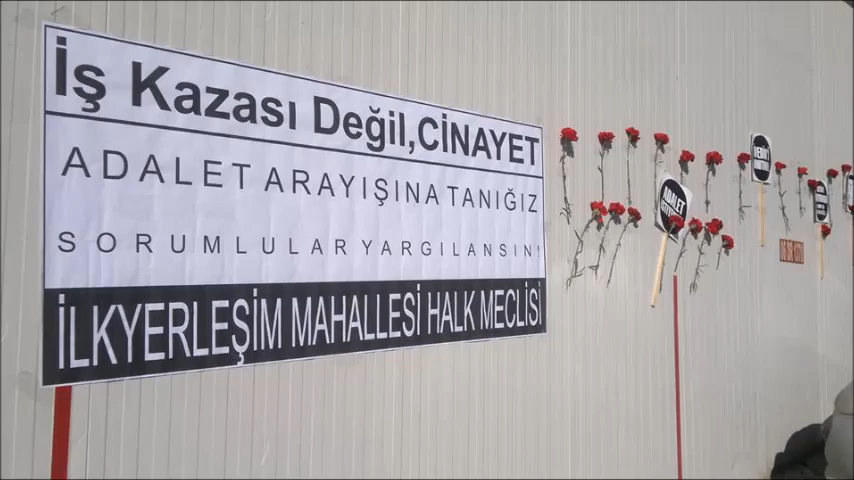 İş Kazası Değil,CİNAYET
ADALET ARAYIŞINA TANIĞIZ
SORUMLULAR YARGILANSIN!
İLKYERLEŞİM MAHALLESİ HALK MECLİSİ
ADALET